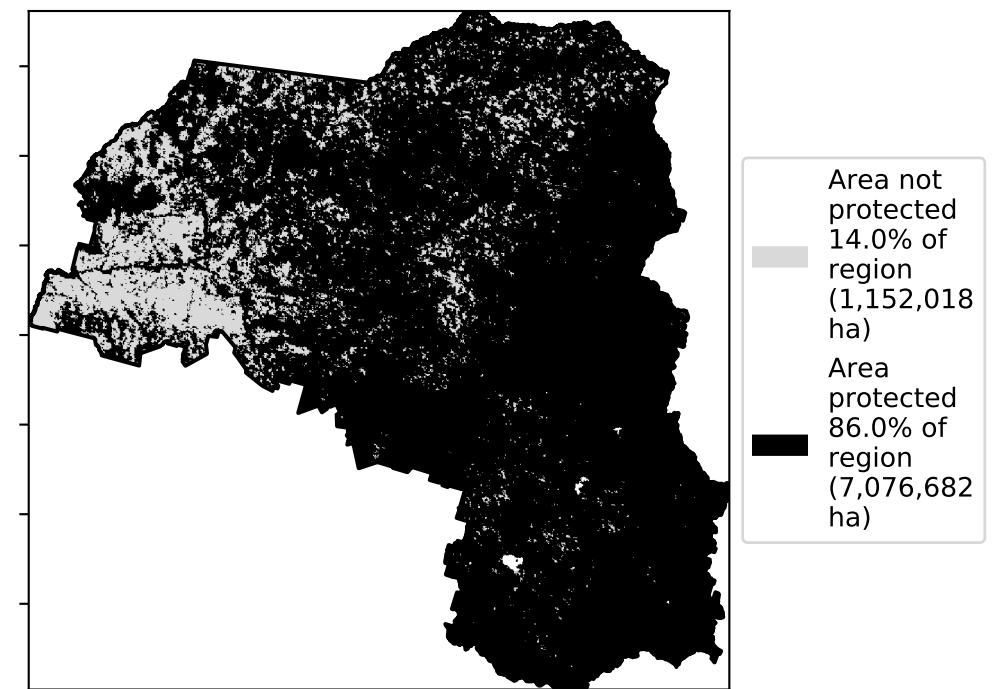 Area not
protected
14.0% of
region
(1,152,018
ha)
Area
protected
86.0% of
region
(7,076,682
ha)